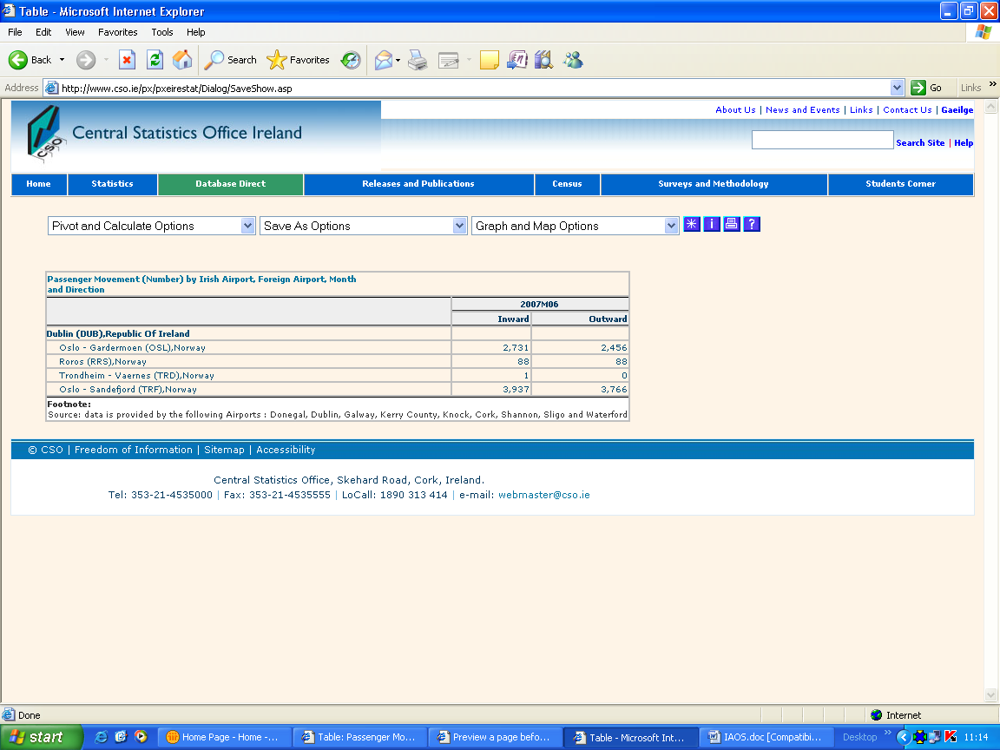 Table - Microsoft Internet Explorer
File Edit View Favorites Tools Help
Back Search Favorites
Address http://www.cso.ie/px/pxeirestat/Dialog/SaveShow.asp Go Links »
About Us | News and Events | Links | Contact Us | Gaeilge
CSO Central Statistics Office Ireland
Search Site | Help
Home Statistics Database Direct Releases and Publications Census Surveys and Methodology Students Corner
Pivot and Calculate Options Save As Options Graph and Map Options * i ?
Passenger Movement (Number) by Irish Airport, Foreign Airport, Month
and Direction
2007M06
Inward Outward
Dublin (DUB),Republic Of Ireland
Oslo - Gardermoen (OSL),Norway 2,731 2,456
Roros (RRS),Norway 88 88
Trondheim - Vaernes (TRD),Norway 1 0
Oslo - Sandefjord (TRF),Norway 3,937 3,766
Footnote:
Source: data is provided by the following Airports : Donegal, Dublin, Galway, Kerry County, Knock, Cork, Shannon, Sligo and Waterford
© CSO | Freedom of Information | Sitemap | Accessibility
Central Statistics Office, Skehard Road, Cork, Ireland.
Tel: 353-21-4535000 | Fax: 353-21-4535555 | LoCall: 1890 313 414 | e-mail: webmaster@cso.ie
Done Internet
start Home Page - Home -... Table: Passenger Mo... Preview a page befo... Table - Microsoft Int... IAOS.doc [Compatibi... Desktop » 11:14